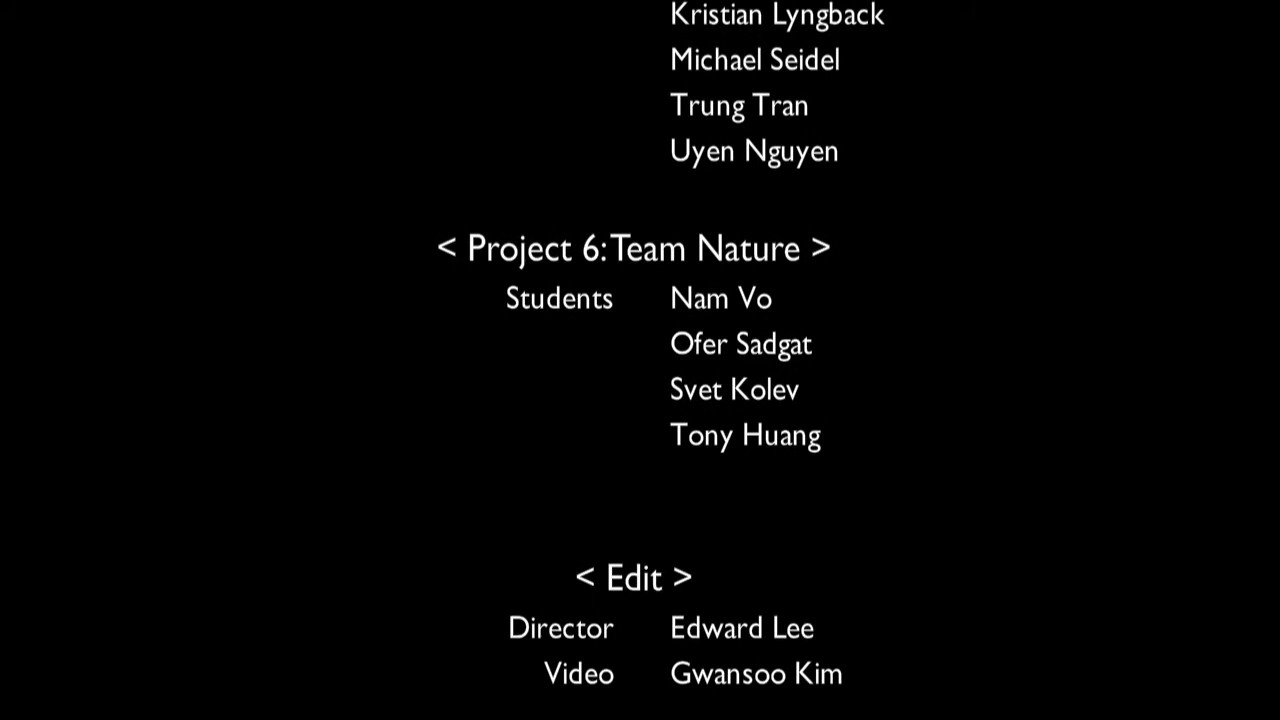 Kristian Lyngback
Michael Seidel
Trung Tran
Uyen Nguyen
< Project 6: Team Nature >
Students Nam Vo
Ofer Sadgat
Svet Kolev
Tony Huang
< Edit >
Director Edward Lee
Video Gwansoo Kim